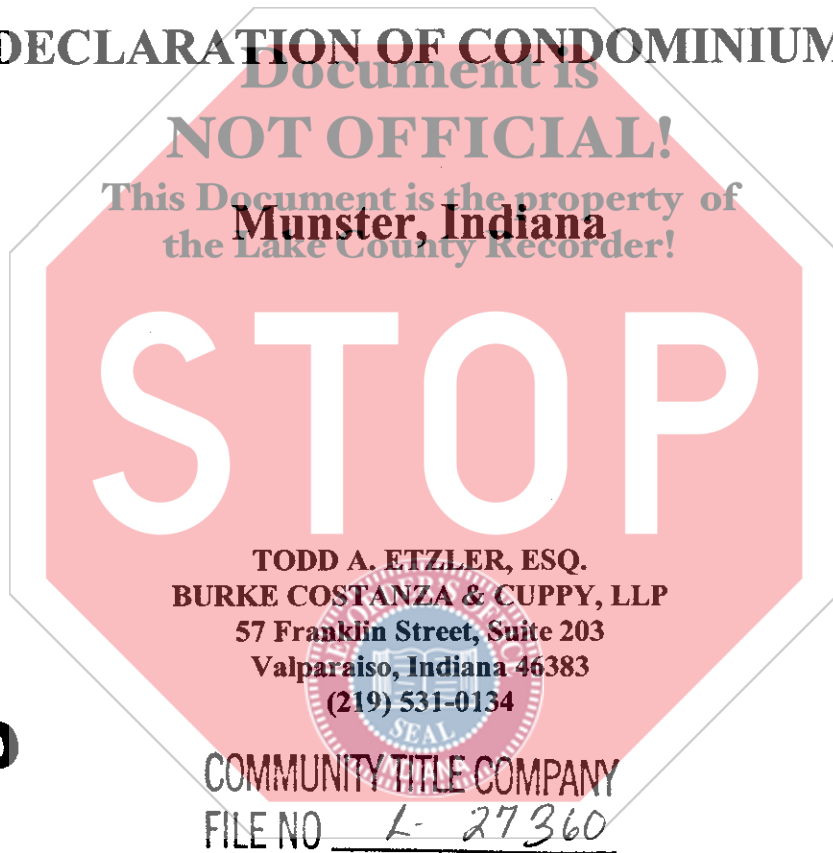 DECLARATION OF CONDOMINIUM
Document is
NOT OFFICIAL!
This Document is the property of
Munster, Indiana
the Lake County Recorder!
STOP
TODD A. ETZLER, ESQ.
BURKE COSTANZA & CUPPY, LLP
57 Franklin Street, Suite 203
Valparaiso, Indiana 46383
(219) 531-0134
SEAL
INDIANA
COMMUNITY TITLE COMPANY
FILE NO L- 27360